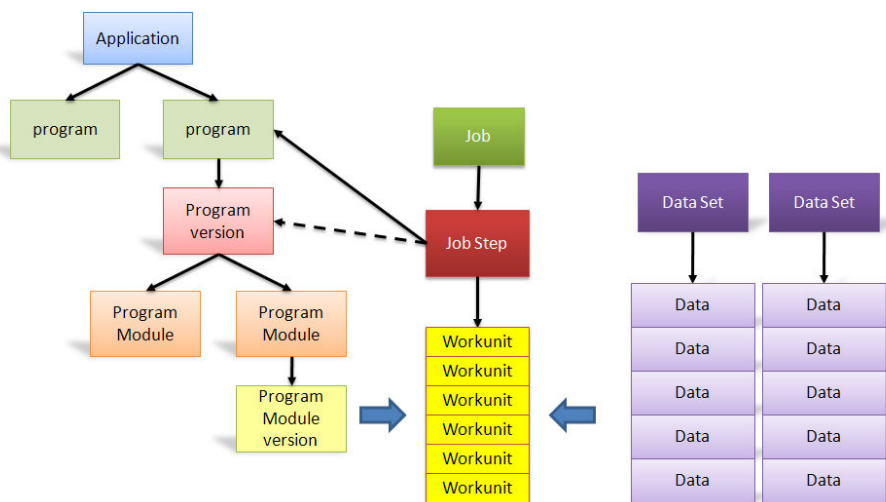 Application
program
program
Job
Data Set
Data Set
Program
version
Job Step
Program
Module
Program
Module
Program
Module
version
Workunit
Workunit
Workunit
Workunit
Workunit
Workunit
Data
Data
Data
Data
Data
Data
Data
Data
Data
Data